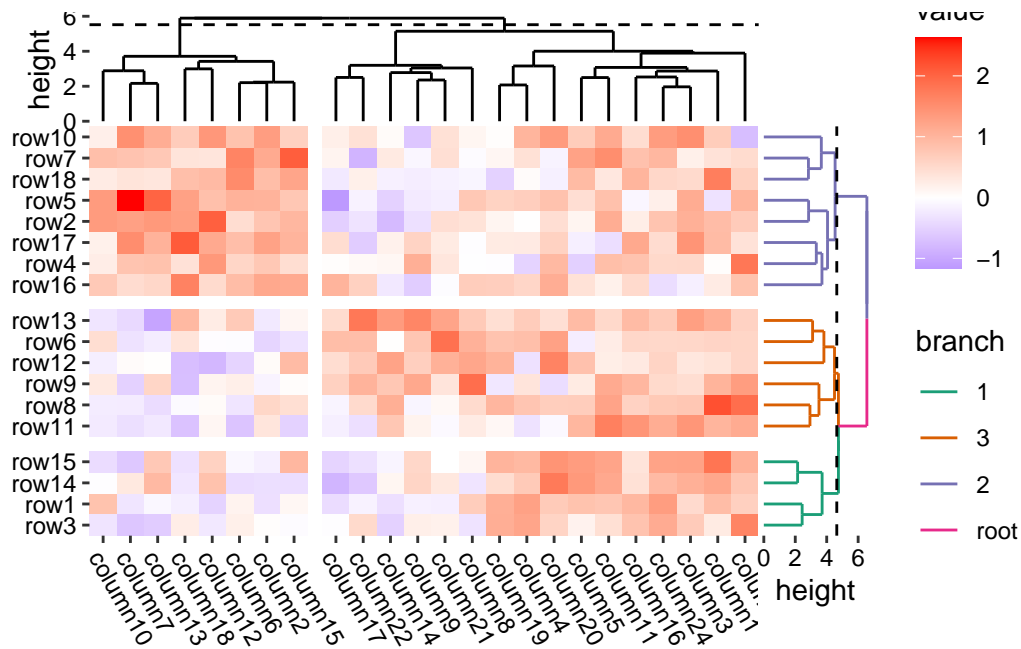 6
4
2
0
height
row10
row7
row18
row5
row2
row17
row4
row16
row13
row6
row12
row9
row8
row11
row15
row14
row1
row3
column10
column7
column13
column18
column12
column6
column2
column15
column17
column22
column14
column9
column21
column8
column19
column4
column20
column5
column11
column16
column24
column3
column1
0 2 4 6
height
value
2
1
0
−1
branch
1
3
2
root